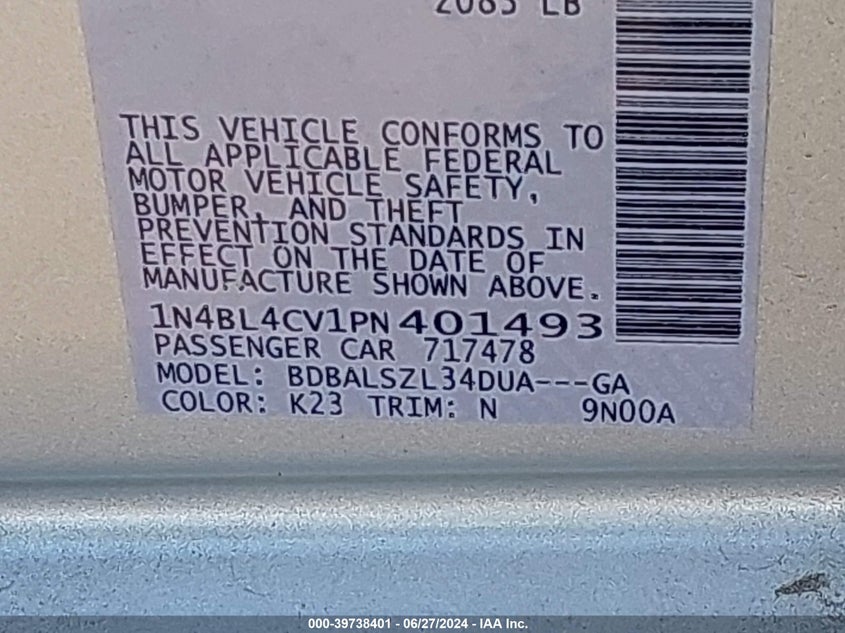 2085 LB
THIS VEHICLE CONFORMS TO
ALL APPLICABLE FEDERAL
MOTOR VEHICLE SAFETY,
BUMPER, AND THEFT
PREVENTION STANDARDS IN
EFFECT ON THE DATE OF
MANUFACTURE SHOWN ABOVE.
1N4BL4CV1PN401493
PASSENGER CAR 717478
MODEL: BDBALSZL34DUA---GA
COLOR: K23 TRIM: N 9N00A
000-39738401 - 06/27/2024 - IAA Inc.